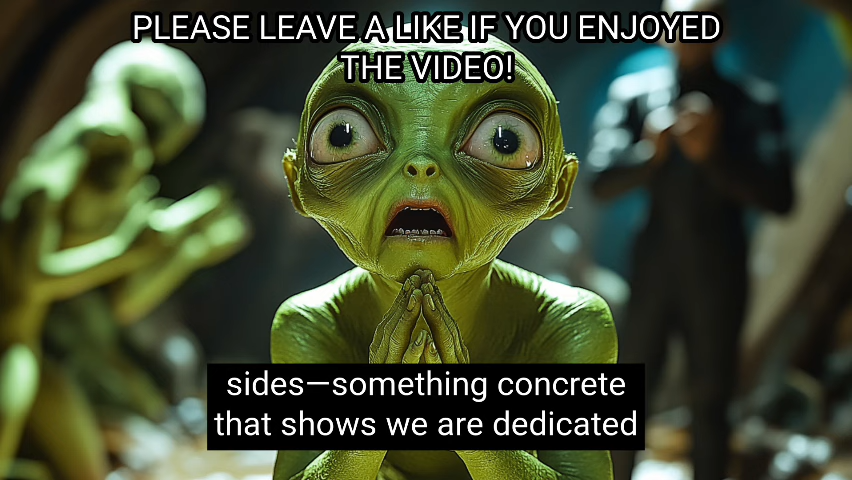 PLEASE LEAVE A LIKE IF YOU ENJOYED
THE VIDEO!
sides—something concrete
that shows we are dedicated